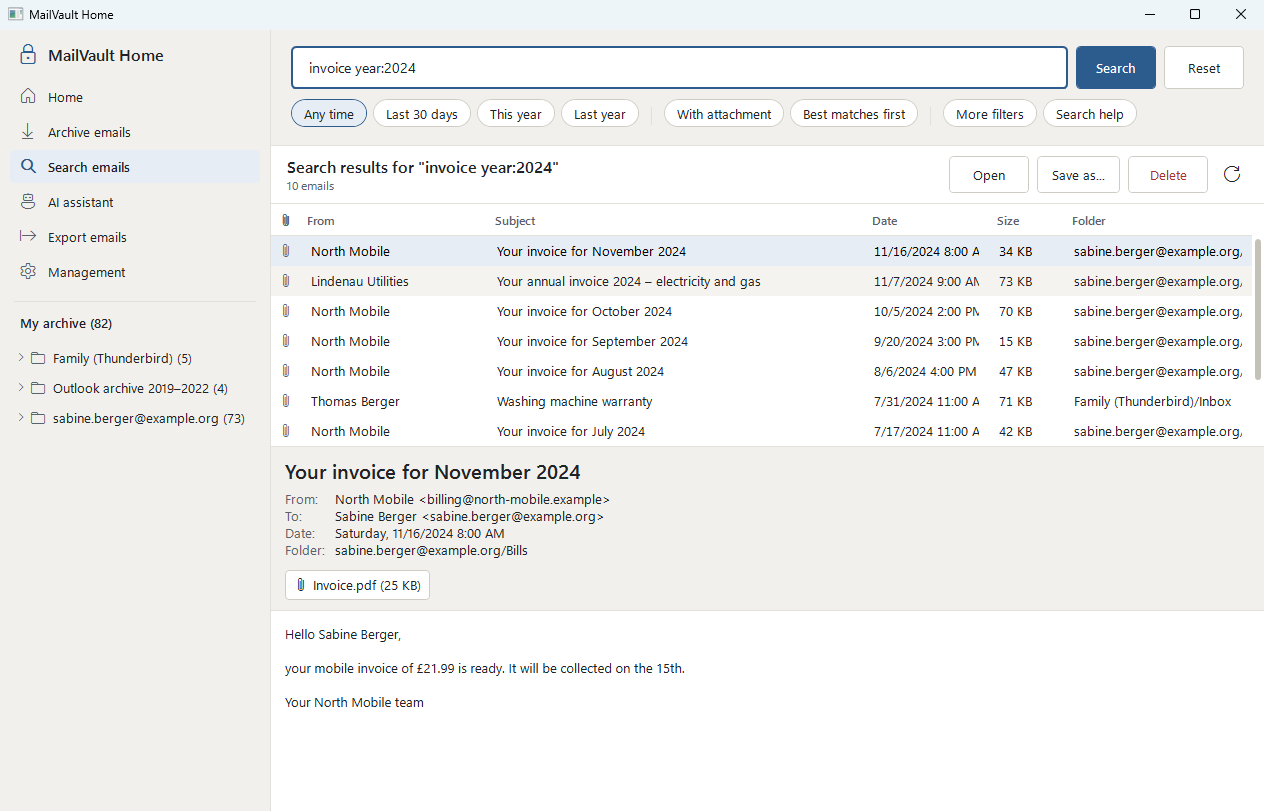 MailVault Home
MailVault Home
Home
Archive emails
Search emails
AI assistant
Export emails
Management
My archive (82)
Family (Thunderbird) (5)
Outlook archive 2019–2022 (4)
sabine.berger@example.org (73)
invoice year:2024
Search
Reset
Any time
Last 30 days
This year
Last year
With attachment
Best matches first
More filters
Search help
Search results for "invoice year:2024"
10 emails
Open
Save as...
Delete
From Subject Date Size Folder
North Mobile Your invoice for November 2024 11/16/2024 8:00 A 34 KB sabine.berger@example.org/
Lindenau Utilities Your annual invoice 2024 – electricity and gas 11/7/2024 9:00 AM 73 KB sabine.berger@example.org/
North Mobile Your invoice for October 2024 10/5/2024 2:00 PM 70 KB sabine.berger@example.org/
North Mobile Your invoice for September 2024 9/20/2024 3:00 PM 15 KB sabine.berger@example.org/
North Mobile Your invoice for August 2024 8/6/2024 4:00 PM 47 KB sabine.berger@example.org/
Thomas Berger Washing machine warranty 7/31/2024 11:00 A 71 KB Family (Thunderbird)/Inbox
North Mobile Your invoice for July 2024 7/17/2024 11:00 A 42 KB sabine.berger@example.org/
Your invoice for November 2024
From: North Mobile <billing@north-mobile.example>
To: Sabine Berger <sabine.berger@example.org>
Date: Saturday, 11/16/2024 8:00 AM
Folder: sabine.berger@example.org/Bills
Invoice.pdf (25 KB)
Hello Sabine Berger,
your mobile invoice of £21.99 is ready. It will be collected on the 15th.
Your North Mobile team